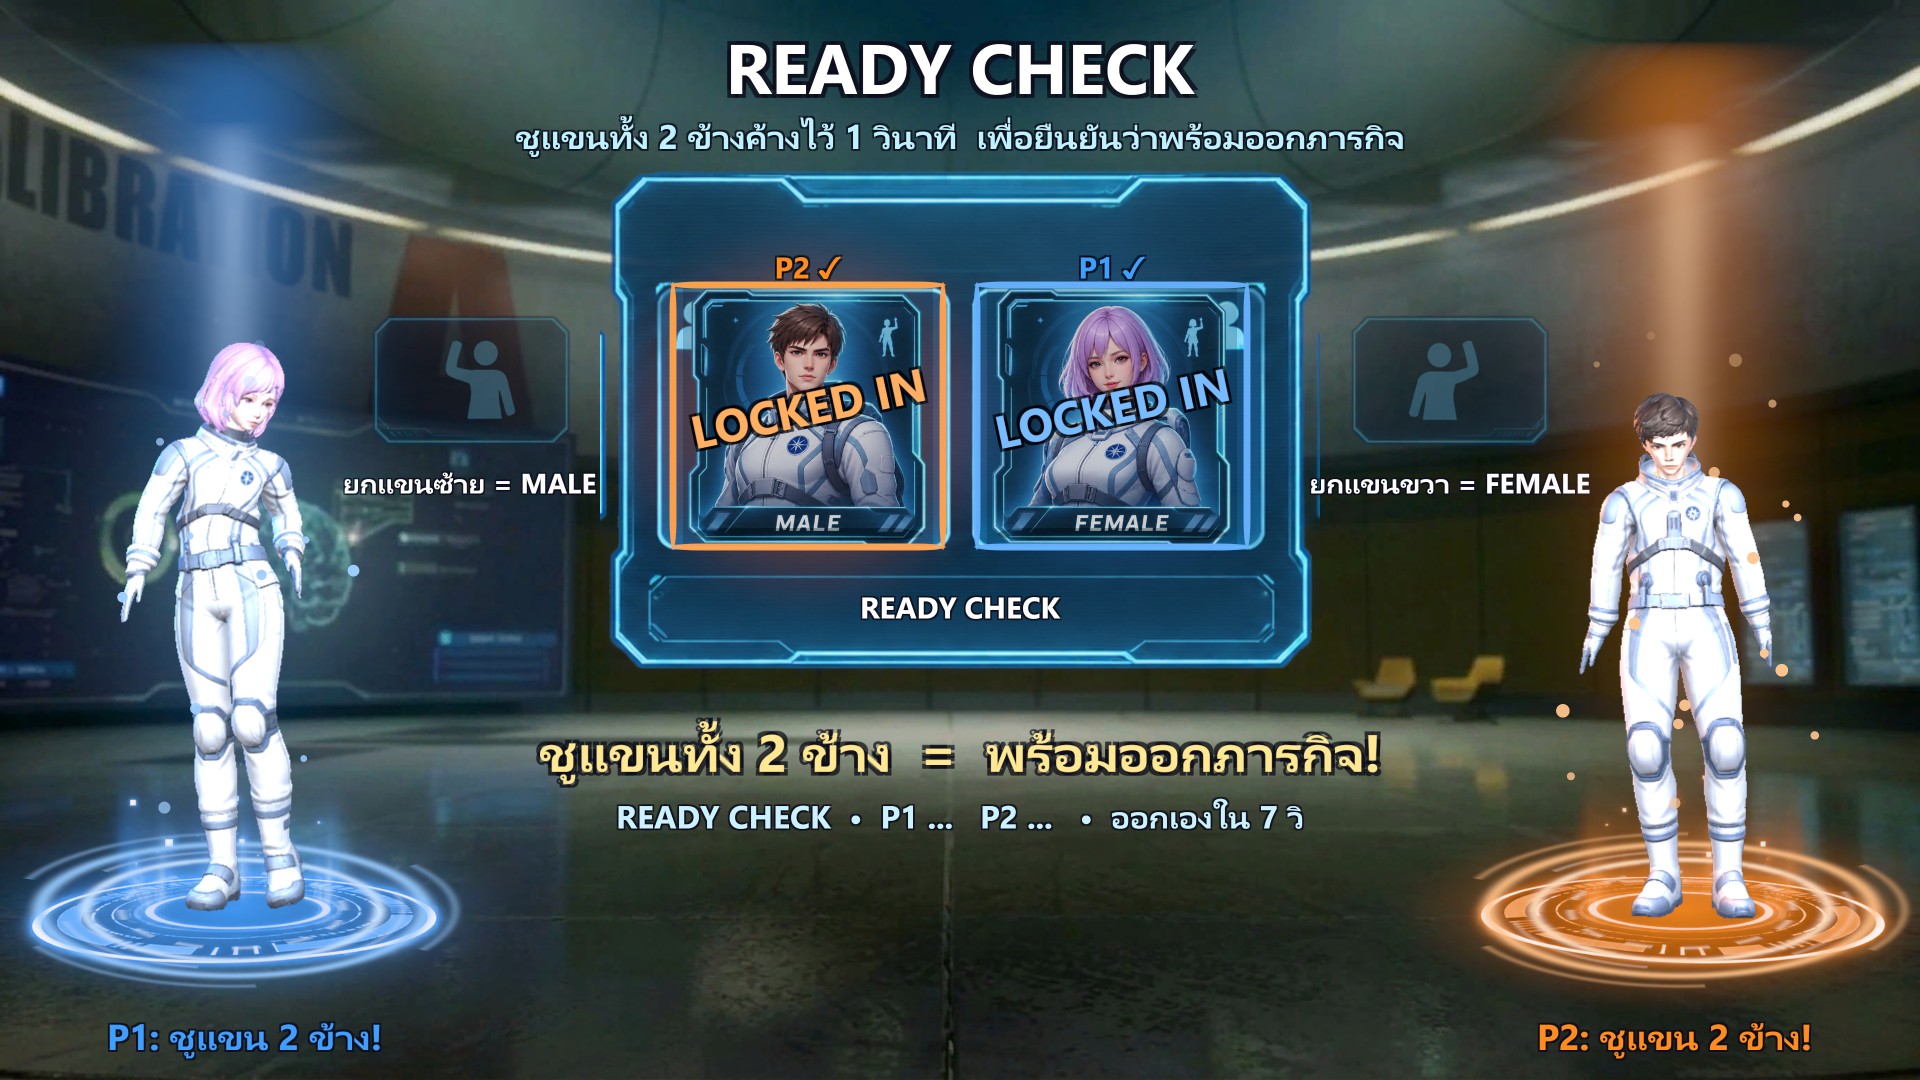 READY CHECK
ชูแขนทั้ง 2 ข้างค้างไว้ 1 วินาที เพื่อยืนยันว่าพร้อมออกภารกิจ
P2 ✓
P1 ✓
LOCKED IN
LOCKED IN
MALE
FEMALE
ยกแขนซ้าย = MALE
ยกแขนขวา = FEMALE
READY CHECK
ชูแขนทั้ง 2 ข้าง = พร้อมออกภารกิจ!
READY CHECK • P1 ... P2 ... • ออกเองใน 7 วิ
P1: ชูแขน 2 ข้าง!
P2: ชูแขน 2 ข้าง!